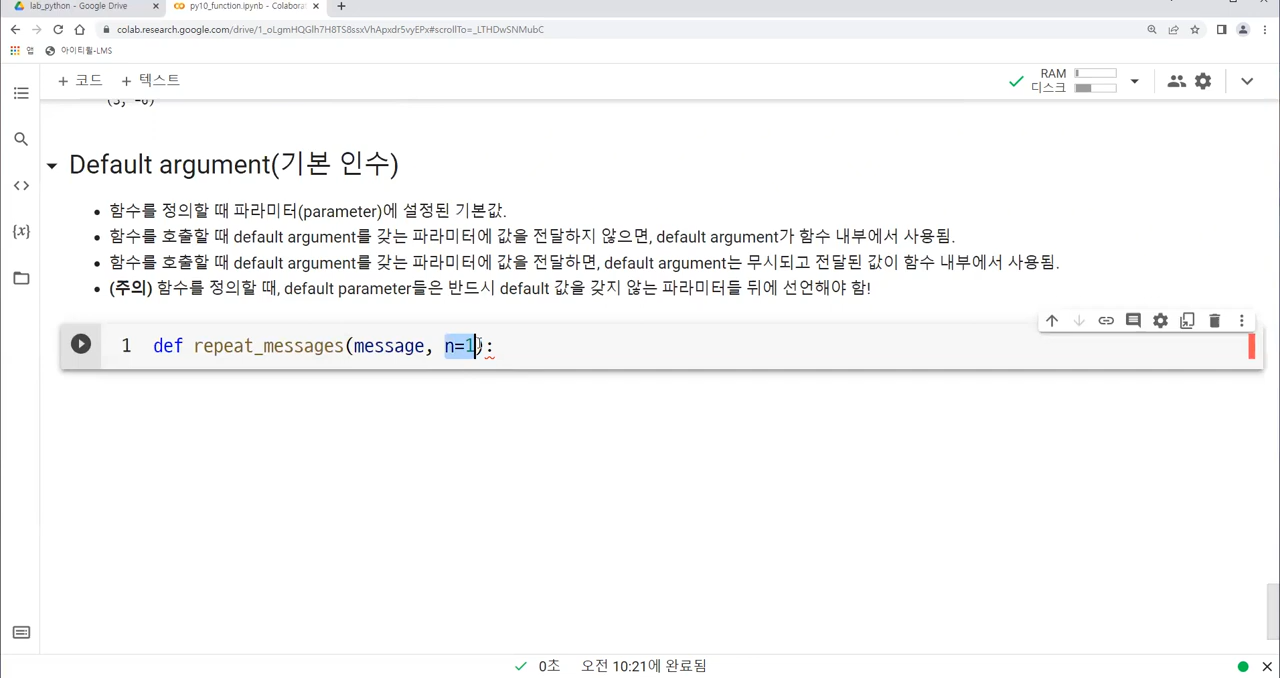 lab_python - Google Drive
py10_function.ipynb - Colabora
colab.research.google.com/drive/1_oLgmHQGlh7H8TS8ssxVhApxdr5vyEPx#scrollTo=_LTHDwSNMubC
앱 아이티윌-LMS
+ 코드 + 텍스트
RAM
디스크
Default argument(기본 인수)
• 함수를 정의할 때 파라미터(parameter)에 설정된 기본값.
• 함수를 호출할 때 default argument를 갖는 파라미터에 값을 전달하지 않으면, default argument가 함수 내부에서 사용됨.
• 함수를 호출할 때 default argument를 갖는 파라미터에 값을 전달하면, default argument는 무시되고 전달된 값이 함수 내부에서 사용됨.
• (주의) 함수를 정의할 때, default parameter들은 반드시 default 값을 갖지 않는 파라미터들 뒤에 선언해야 함!
1 def repeat_messages(message, n=1):
0초 오전 10:21에 완료됨